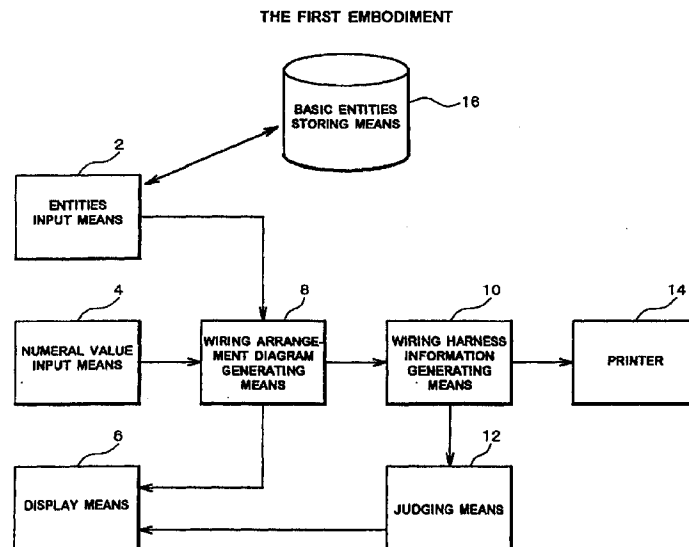 THE FIRST EMBODIMENT
BASIC ENTITIES
STORING MEANS
16
2
ENTITIES
INPUT MEANS
4
NUMERAL VALUE
INPUT MEANS
8
WIRING ARRANGE-
MENT DIAGRAM
GENERATING
MEANS
10
WIRING HARNESS
INFORMATION
GENERATING
MEANS
14
PRINTER
6
DISPLAY MEANS
12
JUDGING MEANS